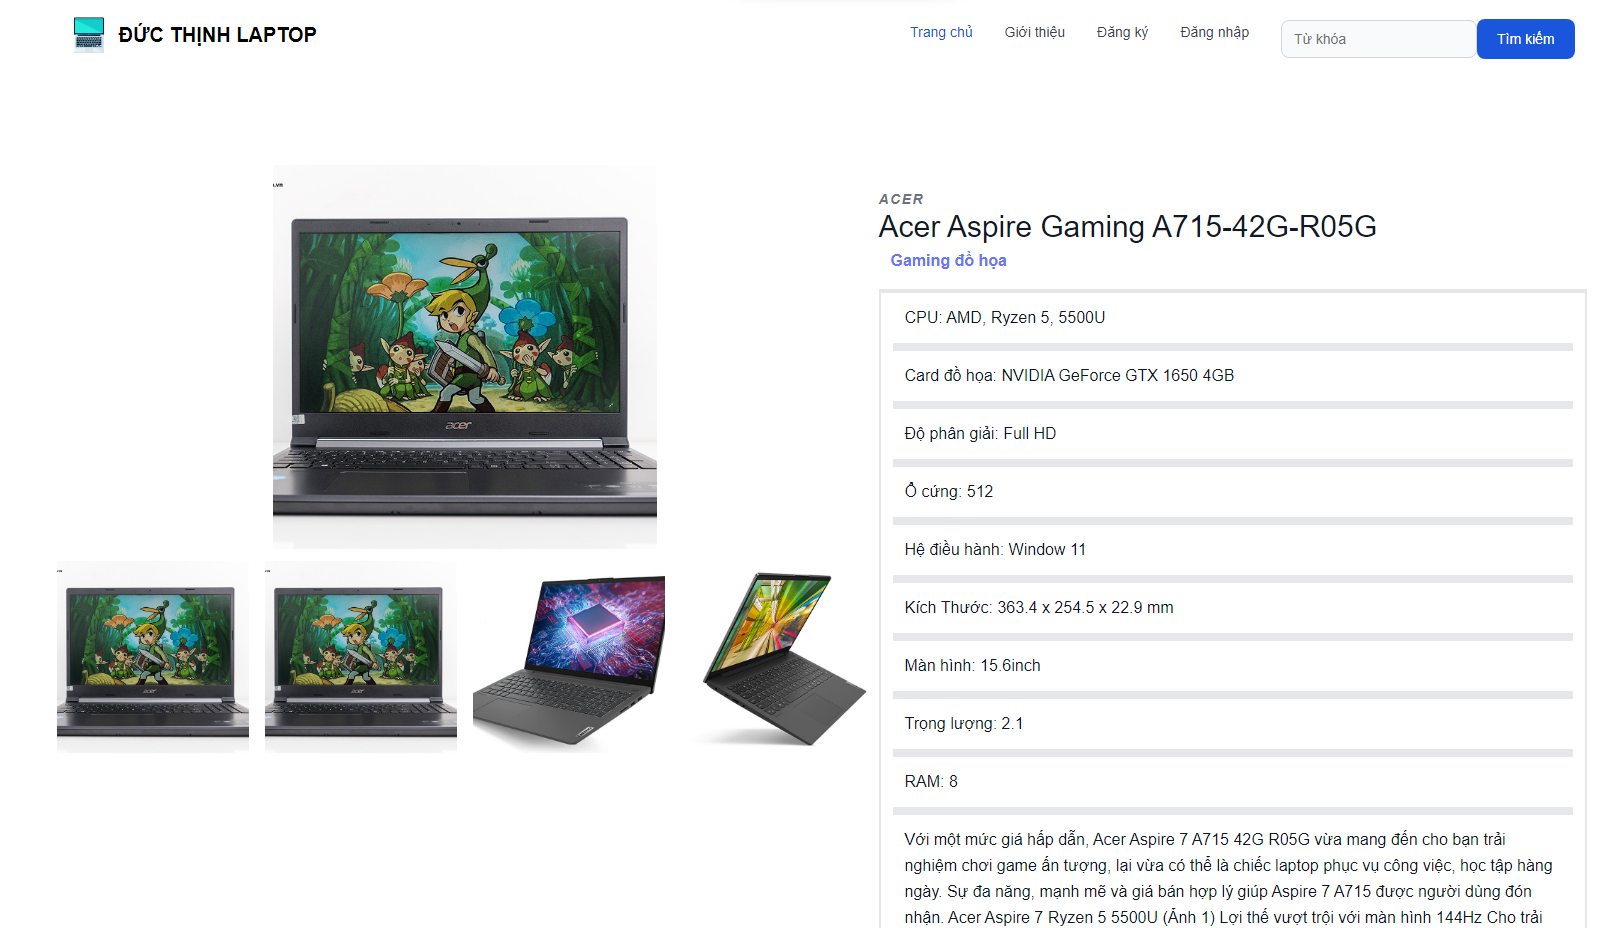 ĐỨC THỊNH LAPTOP
Trang chủ
Giới thiệu
Đăng ký
Đăng nhập
Từ khóa
Tìm kiếm
acer
acer
acer
ACER
Acer Aspire Gaming A715-42G-R05G
Gaming đồ họa
CPU: AMD, Ryzen 5, 5500U
Card đồ họa: NVIDIA GeForce GTX 1650 4GB
Độ phân giải: Full HD
Ổ cứng: 512
Hệ điều hành: Window 11
Kích Thước: 363.4 x 254.5 x 22.9 mm
Màn hình: 15.6inch
Trọng lượng: 2.1
RAM: 8
Với một mức giá hấp dẫn, Acer Aspire 7 A715 42G R05G vừa mang đến cho bạn trải
nghiệm chơi game ấn tượng, lại vừa có thể là chiếc laptop phục vụ công việc, học tập hàng
ngày. Sự đa năng, mạnh mẽ và giá bán hợp lý giúp Aspire 7 A715 được người dùng đón
nhận. Acer Aspire 7 Ryzen 5 5500U (Ảnh 1) Lợi thế vượt trội với màn hình 144Hz Cho trải